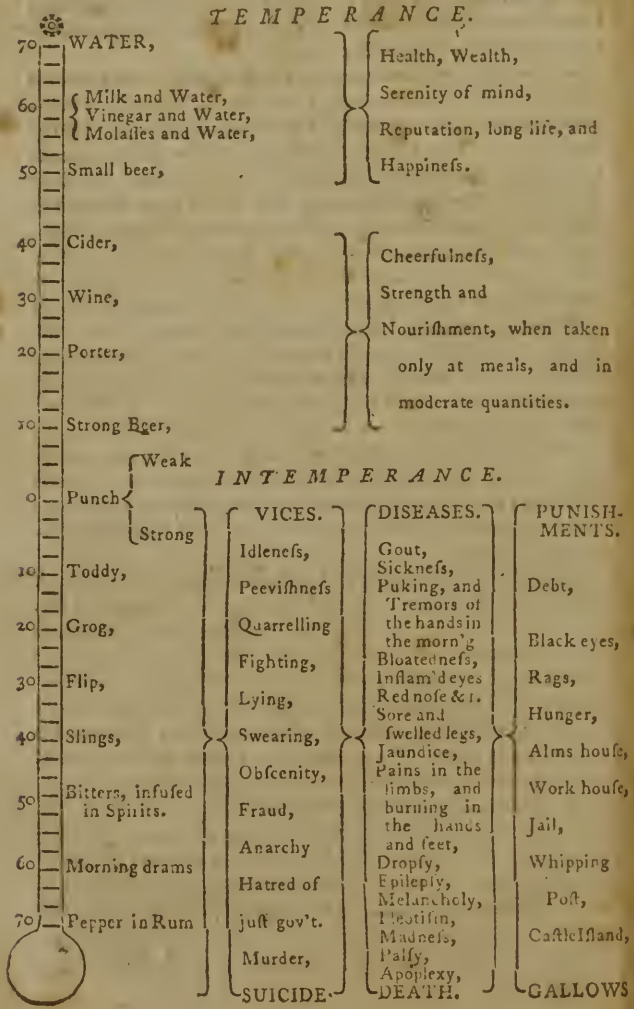 TEMPERANCE.
70 WATER,
60 Milk and Water,
Vinegar and Water,
Molaſſes and Water,
50 Small beer,
Health, Wealth,
Serenity of mind,
Reputation, long life, and
Happineſs.
40 Cider,
30 Wine,
20 Porter,
10 Strong Beer,
Cheerfulneſs,
Strength and
Nouriſhment, when taken
only at meals, and in
moderate quantities.
Weak
0 Punch
Strong
INTEMPERANCE.
10 Toddy,
20 Grog,
30 Flip,
40 Slings,
50 Bitters, infuſed
in Spirits.
60 Morning drams
70 Pepper in Rum
VICES.
Idleneſs,
Peeviſhneſs
Quarrelling
Fighting,
Lying,
Swearing,
Obſcenity,
Fraud,
Anarchy
Hatred of
juſt gov't.
Murder,
SUICIDE.
DISEASES.
Gout,
Sickneſs,
Puking, and
Tremors of
the hands in
the morn'g
Bloatedneſs,
Inflam'd eyes
Red noſe &
Sore and
ſwelled legs,
Jaundice,
Pains in the
limbs, and
burning in
the hands
and feet,
Dropſy,
Epilepſy,
Melancholy,
Madneſs,
Palſy,
Apoplexy,
DEATH.
PUNISH-
MENTS.
Debt,
Black eyes,
Rags,
Hunger,
Alms houſe,
Work houſe,
Jail,
Whipping
Poſt,
Caſtle Iſland,
GALLOWS